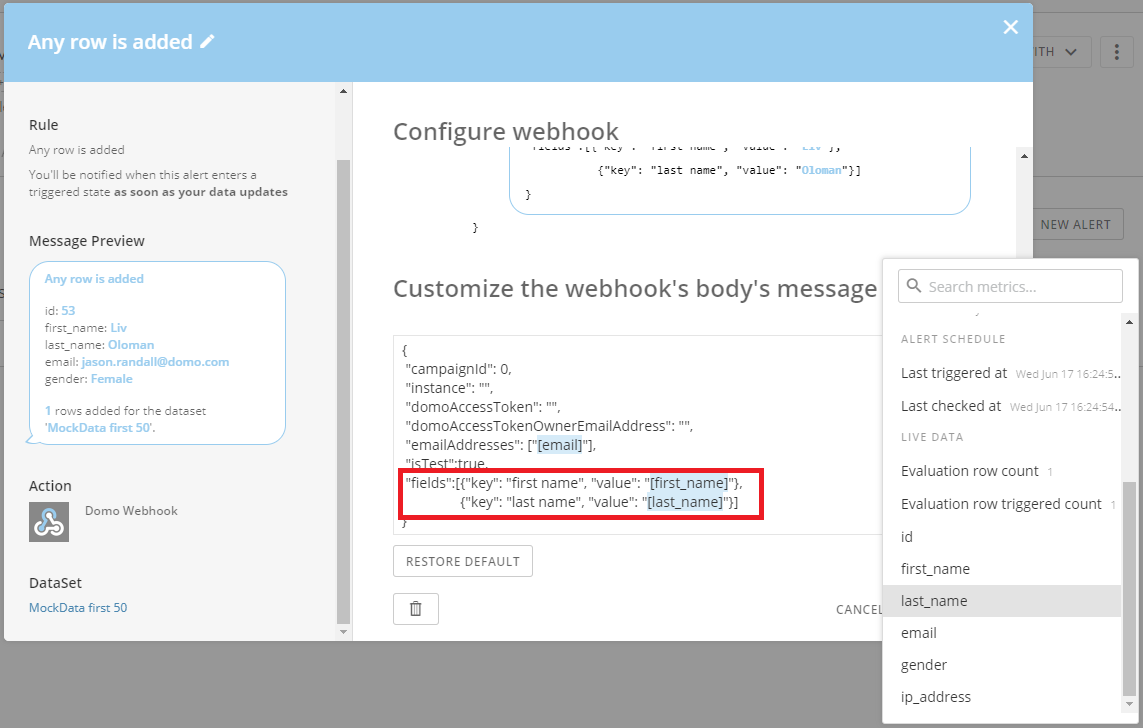 Any row is added
ITH
NEW ALERT
Rule
Any row is added
You'll be notified when this alert enters a
triggered state as soon as your data updates
Message Preview
Any row is added
id: 53
first_name: Liv
last_name: Oloman
email: jason.randall@domo.com
gender: Female
1 rows added for the dataset
'MockData first 50'.
Action
Domo Webhook
DataSet
MockData first 50
Configure webhook
"fields":[{"key": "first name", "value": "Liv"},
{"key": "last name", "value": "Oloman"}]
}
}
Customize the webhook's body's message
{
"campaignId": 0,
"instance": "",
"domoAccessToken": "",
"domoAccessTokenOwnerEmailAddress": "",
"emailAddresses": ["[email]"],
"isTest":true,
"fields":[{"key": "first name", "value": "[first_name]"},
{"key": "last name", "value": "[last_name]"}]
}
RESTORE DEFAULT
CANCEL
Search metrics...
ALERT SCHEDULE
Last triggered at Wed Jun 17 16:24:5...
Last checked at Wed Jun 17 16:24:54...
LIVE DATA
Evaluation row count 1
Evaluation row triggered count 1
id
first_name
last_name
email
gender
ip_address